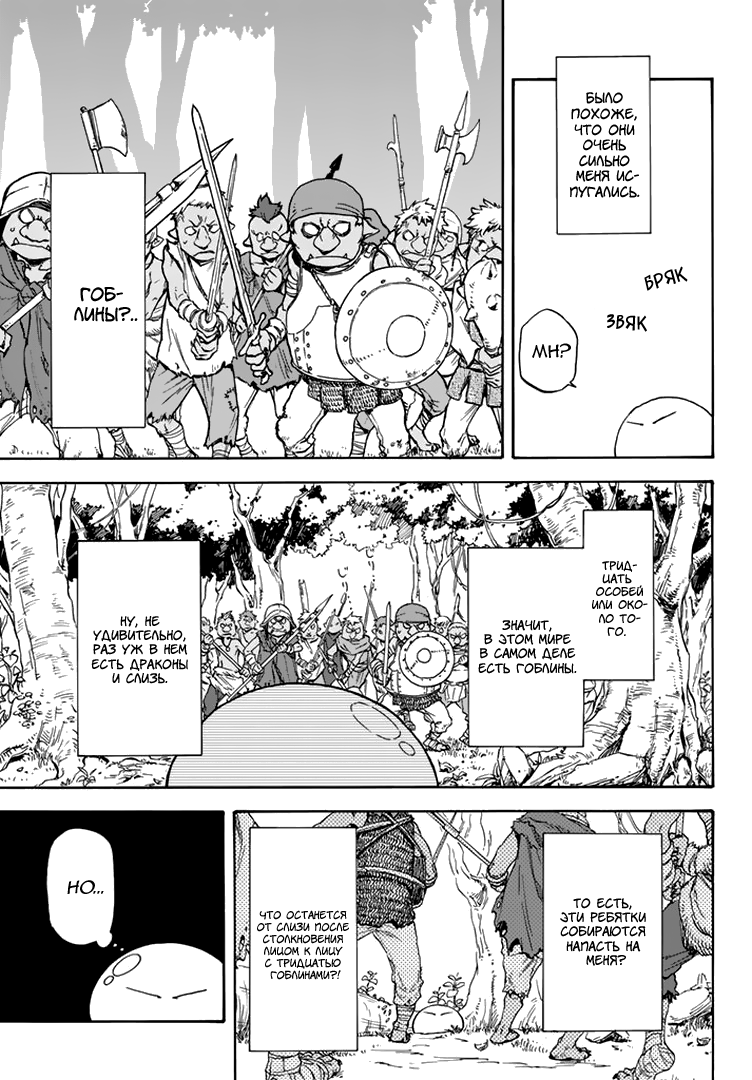 БЫЛО
ПОХОЖЕ,
ЧТО ОНИ
ОЧЕНЬ
СИЛЬНО
МЕНЯ ИС-
ПУГАЛИСЬ.
БРЯК
ЗВЯК
МН?
ГОБ-
ЛИНЫ?..
ТРИД-
ЦАТЬ
ОСОБЕЙ
ИЛИ ОКО-
ЛО ТО-
ГО.
ЗНАЧИТ,
В ЭТОМ МИРЕ
В САМОМ ДЕЛЕ
ЕСТЬ ГОБЛИНЫ.
НУ, НЕ
УДИВИТЕЛЬНО,
РАЗ УЖ В НЕМ
ЕСТЬ ДРАКОНЫ
И СЛИЗЬ.
ТО ЕСТЬ,
ЭТИ РЕБЯТКИ
СОБИРАЮТСЯ
НАПАСТЬ НА
МЕНЯ?
ЧТО ОСТАНЕТСЯ
ОТ СЛИЗИ ПОСЛЕ
СТОЛКНОВЕНИЯ
ЛИЦОМ К ЛИЦУ
С ТРИДЦАТЬЮ
ГОБЛИНАМИ?!
НО...